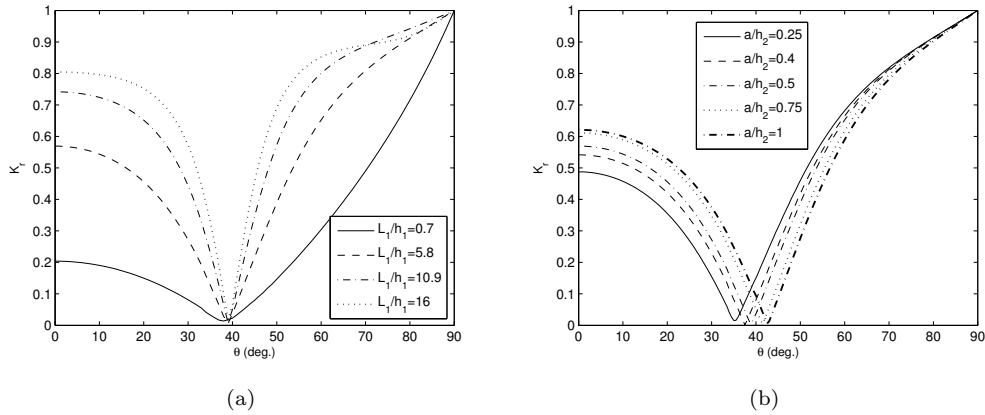 1
0.9
0.8
0.7
0.6
0.5
0.4
0.3
0.2
0.1
0
K_r
0 10 20 30 40 50 60 70 80 90
θ (deg.)
L_1/h_1=0.7
L_1/h_1=5.8
L_1/h_1=10.9
L_1/h_1=16
(a)
1
0.9
0.8
0.7
0.6
0.5
0.4
0.3
0.2
0.1
0
K_r
0 10 20 30 40 50 60 70 80 90
θ (deg.)
a/h_2=0.25
a/h_2=0.4
a/h_2=0.5
a/h_2=0.75
a/h_2=1
(b)